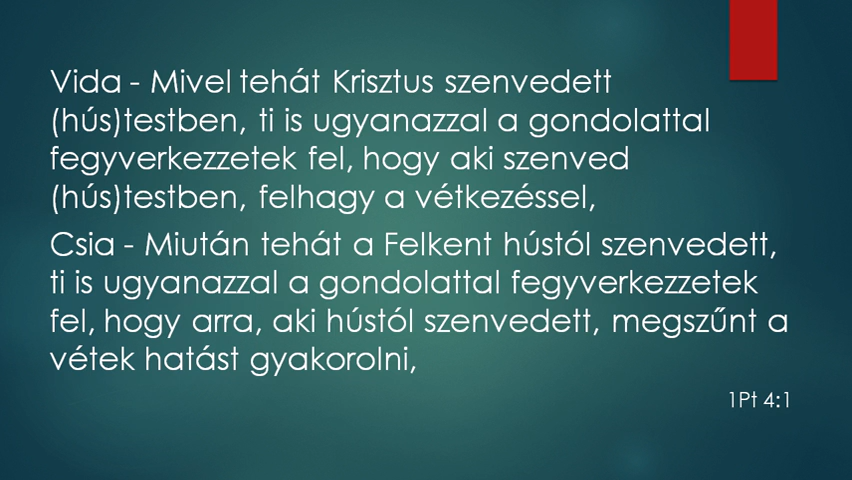 Vida - Mivel tehát Krisztus szenvedett
(hús)testben, ti is ugyanazzal a gondolattal
fegyverkezzetek fel, hogy aki szenved
(hús)testben, felhagy a vétkezéssel,
Csia - Miután tehát a Felkent hústól szenvedett,
ti is ugyanazzal a gondolattal fegyverkezzetek
fel, hogy arra, aki hústól szenvedett, megszűnt a
vétek hatást gyakorolni,
1Pt 4:1